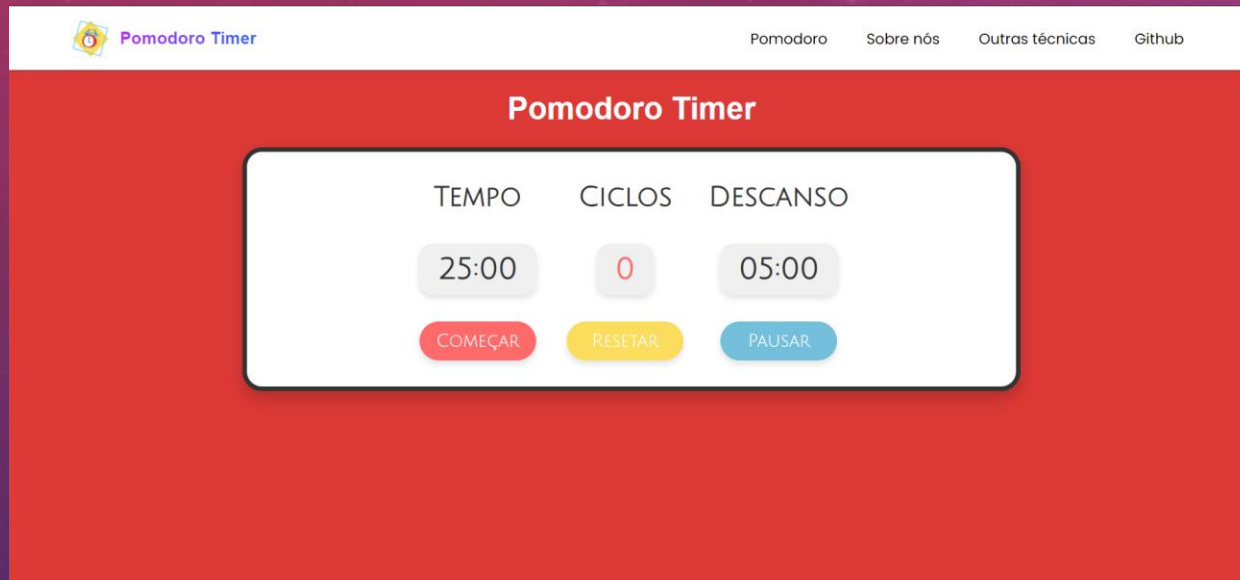 Pomodoro Timer
Pomodoro Sobre nós Outras técnicas Github
Pomodoro Timer
Tempo Ciclos Descanso
25:00 0 05:00
Começar Resetar Pausar